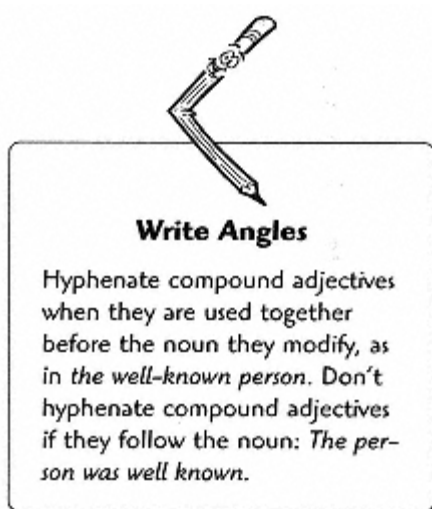 Write Angles
Hyphenate compound adjectives
when they are used together
before the noun they modify, as
in the well-known person. Don't
hyphenate compound adjectives
if they follow the noun: The per-
son was well known.